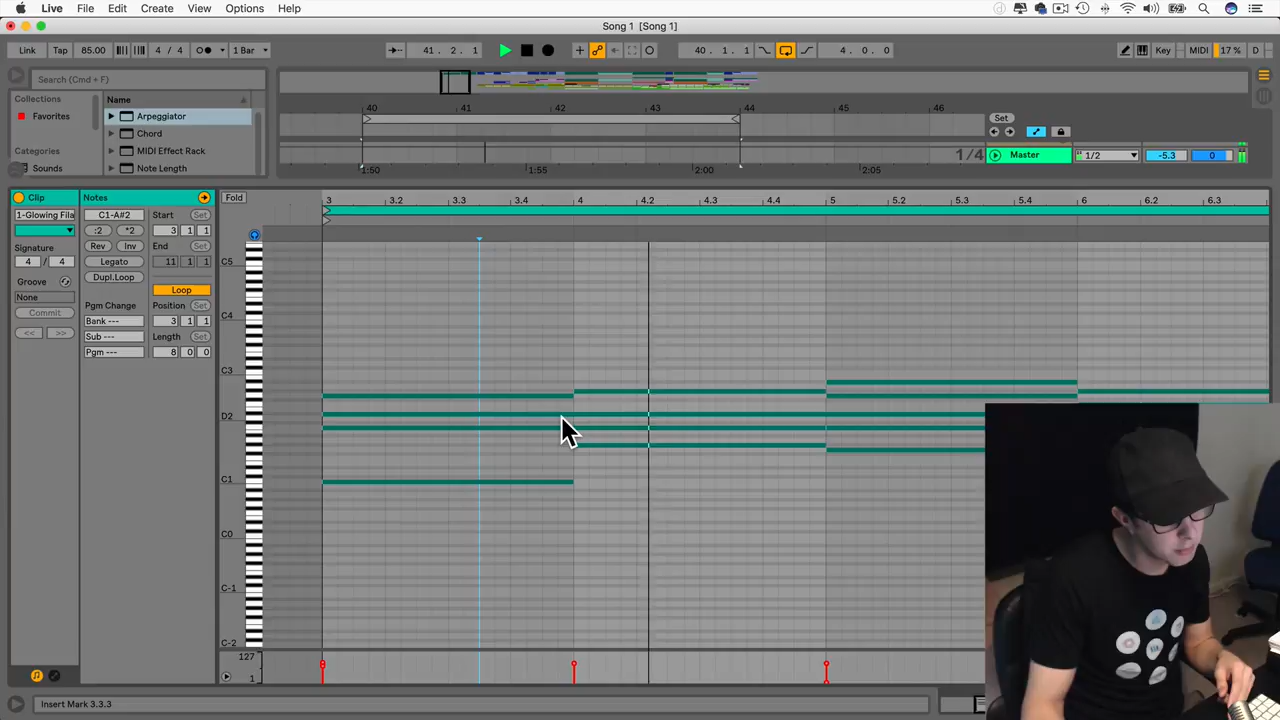 Live File Edit Create View Options Help
Song 1 [Song 1]
Link Tap 85.00 4 / 4 1 Bar 41. 2. 1 40. 1. 1 4. 0. 0 Key MIDI 17 % D
Search (Cmd + F)
Collections Name
Favorites Arpeggiator
Chord
Categories MIDI Effect Rack
Sounds Note Length
40 41 42 43 44 45 46
Set
1/4 Master 1/2 -5.3 0
1:50 1:55 2:00 2:05
Clip Notes Fold
3 3.2 3.3 3.4 4 4.2 4.3 4.4 5 5.2 5.3 5.4 6 6.2 6.3
1-Glowing Fila C1-A#2 Start Set
:2 *2 3 1 1
Signature Rev Inv End
4 / 4 Legato 11 1 1
Groove Dupl.Loop
None Loop
Commit Pgm Change Position Set
<< >> Bank --- 3 1 1
Sub --- Length Set
Pgm --- 8 0 0
C5
C4
C3
D2
C1
C0
C-1
C-2
127
1
Insert Mark 3.3.3